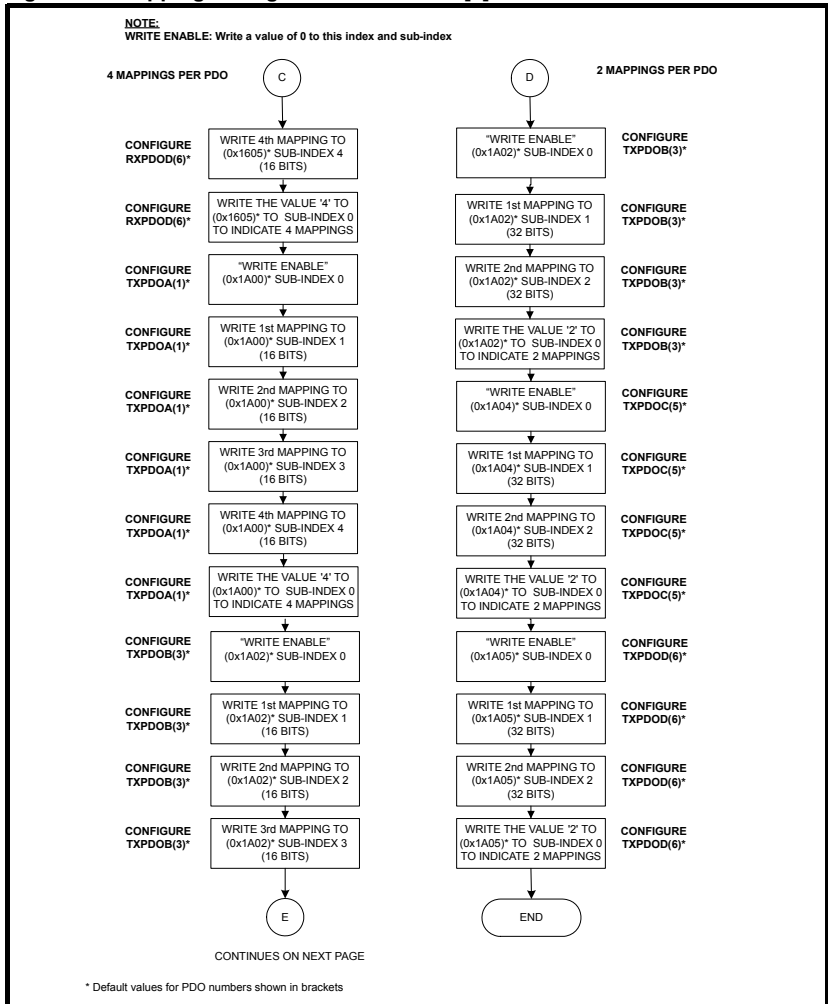 NOTE:
WRITE ENABLE: Write a value of 0 to this index and sub-index
4 MAPPINGS PER PDO
C
CONFIGURE
RXPDOD(6)*
WRITE 4th MAPPING TO
(0x1605)* SUB-INDEX 4
(16 BITS)
CONFIGURE
RXPDOD(6)*
WRITE THE VALUE '4' TO
(0x1605)* TO SUB-INDEX 0
TO INDICATE 4 MAPPINGS
CONFIGURE
TXPDOA(1)*
“WRITE ENABLE”
(0x1A00)* SUB-INDEX 0
CONFIGURE
TXPDOA(1)*
WRITE 1st MAPPING TO
(0x1A00)* SUB-INDEX 1
(16 BITS)
CONFIGURE
TXPDOA(1)*
WRITE 2nd MAPPING TO
(0x1A00)* SUB-INDEX 2
(16 BITS)
CONFIGURE
TXPDOA(1)*
WRITE 3rd MAPPING TO
(0x1A00)* SUB-INDEX 3
(16 BITS)
CONFIGURE
TXPDOA(1)*
WRITE 4th MAPPING TO
(0x1A00)* SUB-INDEX 4
(16 BITS)
CONFIGURE
TXPDOA(1)*
WRITE THE VALUE '4' TO
(0x1A00)* TO SUB-INDEX 0
TO INDICATE 4 MAPPINGS
CONFIGURE
TXPDOB(3)*
“WRITE ENABLE”
(0x1A02)* SUB-INDEX 0
CONFIGURE
TXPDOB(3)*
WRITE 1st MAPPING TO
(0x1A02)* SUB-INDEX 1
(16 BITS)
CONFIGURE
TXPDOB(3)*
WRITE 2nd MAPPING TO
(0x1A02)* SUB-INDEX 2
(16 BITS)
CONFIGURE
TXPDOB(3)*
WRITE 3rd MAPPING TO
(0x1A02)* SUB-INDEX 3
(16 BITS)
E
CONTINUES ON NEXT PAGE
2 MAPPINGS PER PDO
D
“WRITE ENABLE”
(0x1A02)* SUB-INDEX 0
CONFIGURE
TXPDOB(3)*
WRITE 1st MAPPING TO
(0x1A02)* SUB-INDEX 1
(32 BITS)
CONFIGURE
TXPDOB(3)*
WRITE 2nd MAPPING TO
(0x1A02)* SUB-INDEX 2
(32 BITS)
CONFIGURE
TXPDOB(3)*
WRITE THE VALUE '2' TO
(0x1A02)* TO SUB-INDEX 0
TO INDICATE 2 MAPPINGS
CONFIGURE
TXPDOB(3)*
“WRITE ENABLE”
(0x1A04)* SUB-INDEX 0
CONFIGURE
TXPDOC(5)*
WRITE 1st MAPPING TO
(0x1A04)* SUB-INDEX 1
(32 BITS)
CONFIGURE
TXPDOC(5)*
WRITE 2nd MAPPING TO
(0x1A04)* SUB-INDEX 2
(32 BITS)
CONFIGURE
TXPDOC(5)*
WRITE THE VALUE '2' TO
(0x1A04)* TO SUB-INDEX 0
TO INDICATE 2 MAPPINGS
CONFIGURE
TXPDOC(5)*
“WRITE ENABLE”
(0x1A05)* SUB-INDEX 0
CONFIGURE
TXPDOD(6)*
WRITE 1st MAPPING TO
(0x1A05)* SUB-INDEX 1
(32 BITS)
CONFIGURE
TXPDOD(6)*
WRITE 2nd MAPPING TO
(0x1A05)* SUB-INDEX 2
(32 BITS)
CONFIGURE
TXPDOD(6)*
WRITE THE VALUE '2' TO
(0x1A05)* TO SUB-INDEX 0
TO INDICATE 2 MAPPINGS
CONFIGURE
TXPDOD(6)*
END
* Default values for PDO numbers shown in brackets